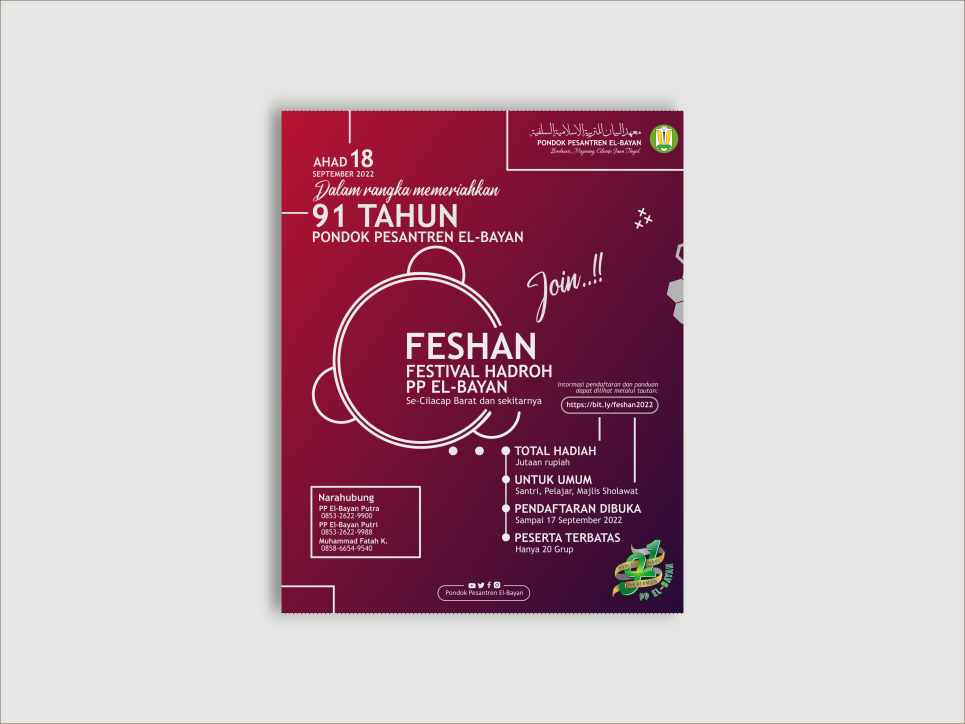 معهد البيان للتربية الإسلامية السلفية
PONDOK PESANTREN EL-BAYAN
AHAD 18
SEPTEMBER 2022
Dalam rangka memeriahkan
91 TAHUN
PONDOK PESANTREN EL-BAYAN
Join..!!
FESHAN
FESTIVAL HADROH
PP EL-BAYAN
Se-Cilacap Barat dan sekitarnya
Informasi pendaftaran dan panduan
dapat dilihat melalui tautan:
https://bit.ly/feshan2022
TOTAL HADIAH
Jutaan rupiah
UNTUK UMUM
Santri, Pelajar, Majlis Sholawat
PENDAFTARAN DIBUKA
Sampai 17 September 2022
PESERTA TERBATAS
Hanya 20 Grup
Narahubung
PP El-Bayan Putra
0853-2622-9900
PP El-Bayan Putri
0853-2622-9988
Muhammad Fatah K.
0858-6654-9540
91
PP EL-BAYAN
Pondok Pesantren El-Bayan